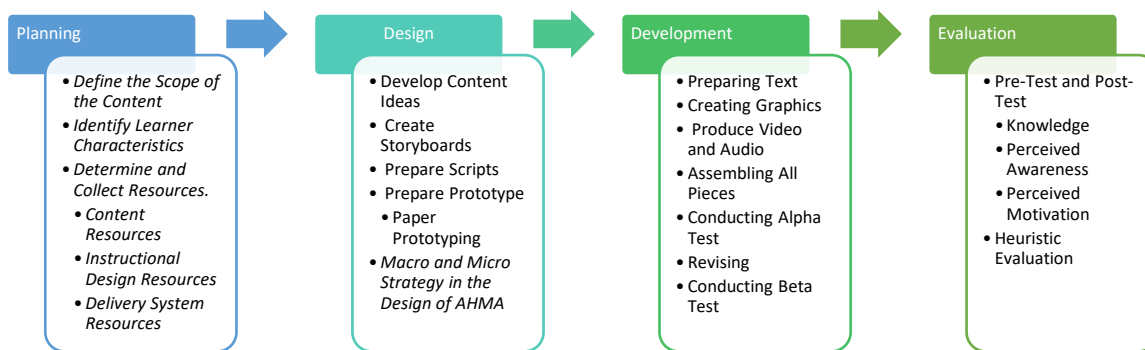 Planning
• Define the Scope of
the Content
• Identify Learner
Characteristics
• Determine and
Collect Resources.
• Content
Resources
• Instructional
Design Resources
• Delivery System
Resources
Design
• Develop Content
Ideas
• Create
Storyboards
• Prepare Scripts
• Prepare Prototype
• Paper
Prototyping
• Macro and Micro
Strategy in the
Design of AHMA
Development
• Preparing Text
• Creating Graphics
• Produce Video
and Audio
• Assembling All
Pieces
• Conducting Alpha
Test
• Revising
• Conducting Beta
Test
Evaluation
• Pre-Test and Post-
Test
• Knowledge
• Perceived
Awareness
• Perceived
Motivation
• Heuristic
Evaluation